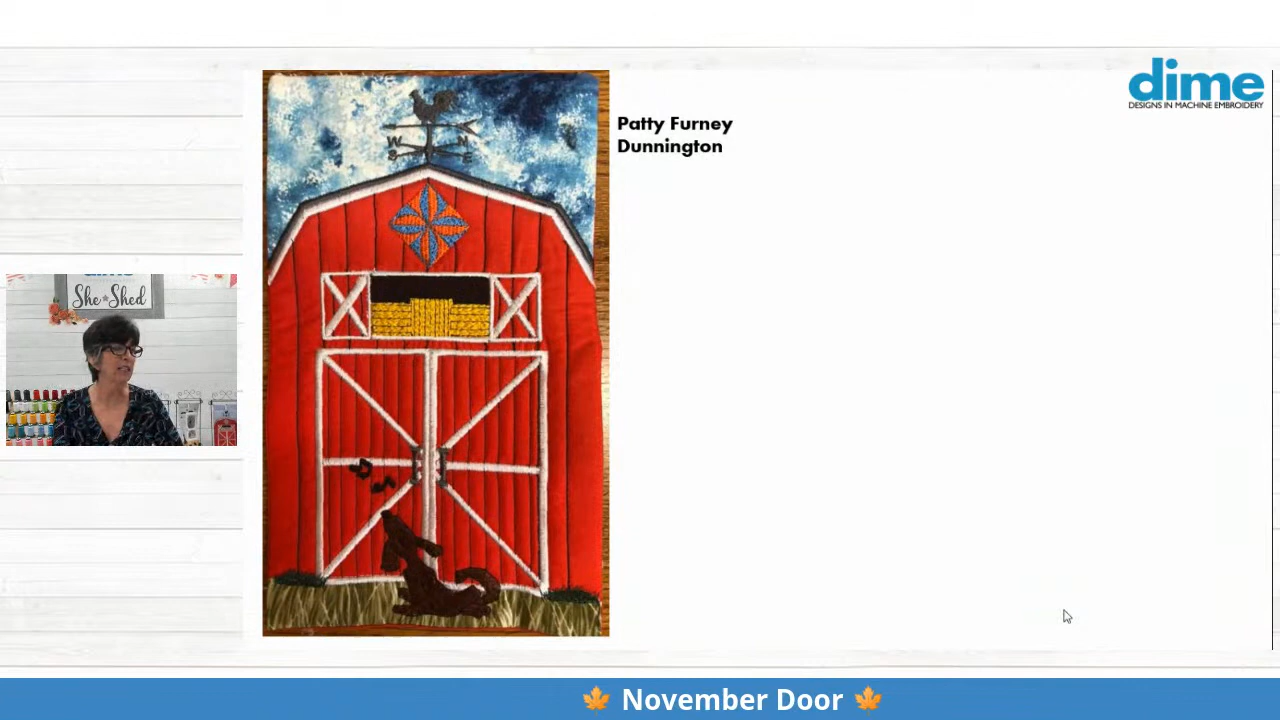 dime
DESIGNS IN MACHINE EMBROIDERY
Patty Furney
Dunnington
W N
S E
She Shed
November Door